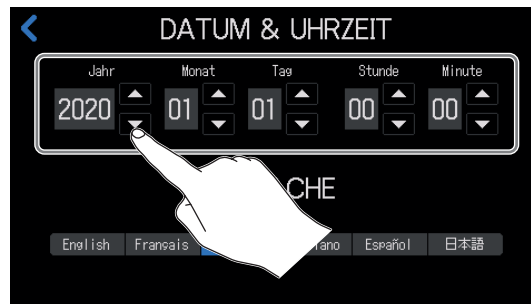 DATUM & UHRZEIT
Jahr Monat Tag Stunde Minute
2020 01 01 00 00
CHE
English Français ano Español 日本語